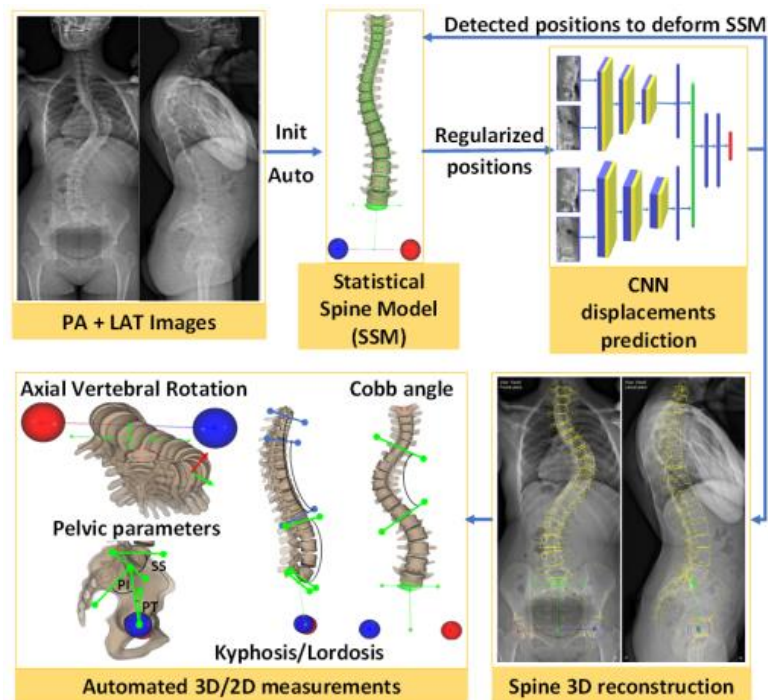 Detected positions to deform SSM
Init
Auto
Regularized
positions
PA + LAT Images
Statistical
Spine Model
(SSM)
CNN
displacements
prediction
Axial Vertebral Rotation
Cobb angle
Pelvic parameters
SS
PI
PT
Kyphosis/Lordosis
Automated 3D/2D measurements
Spine 3D reconstruction